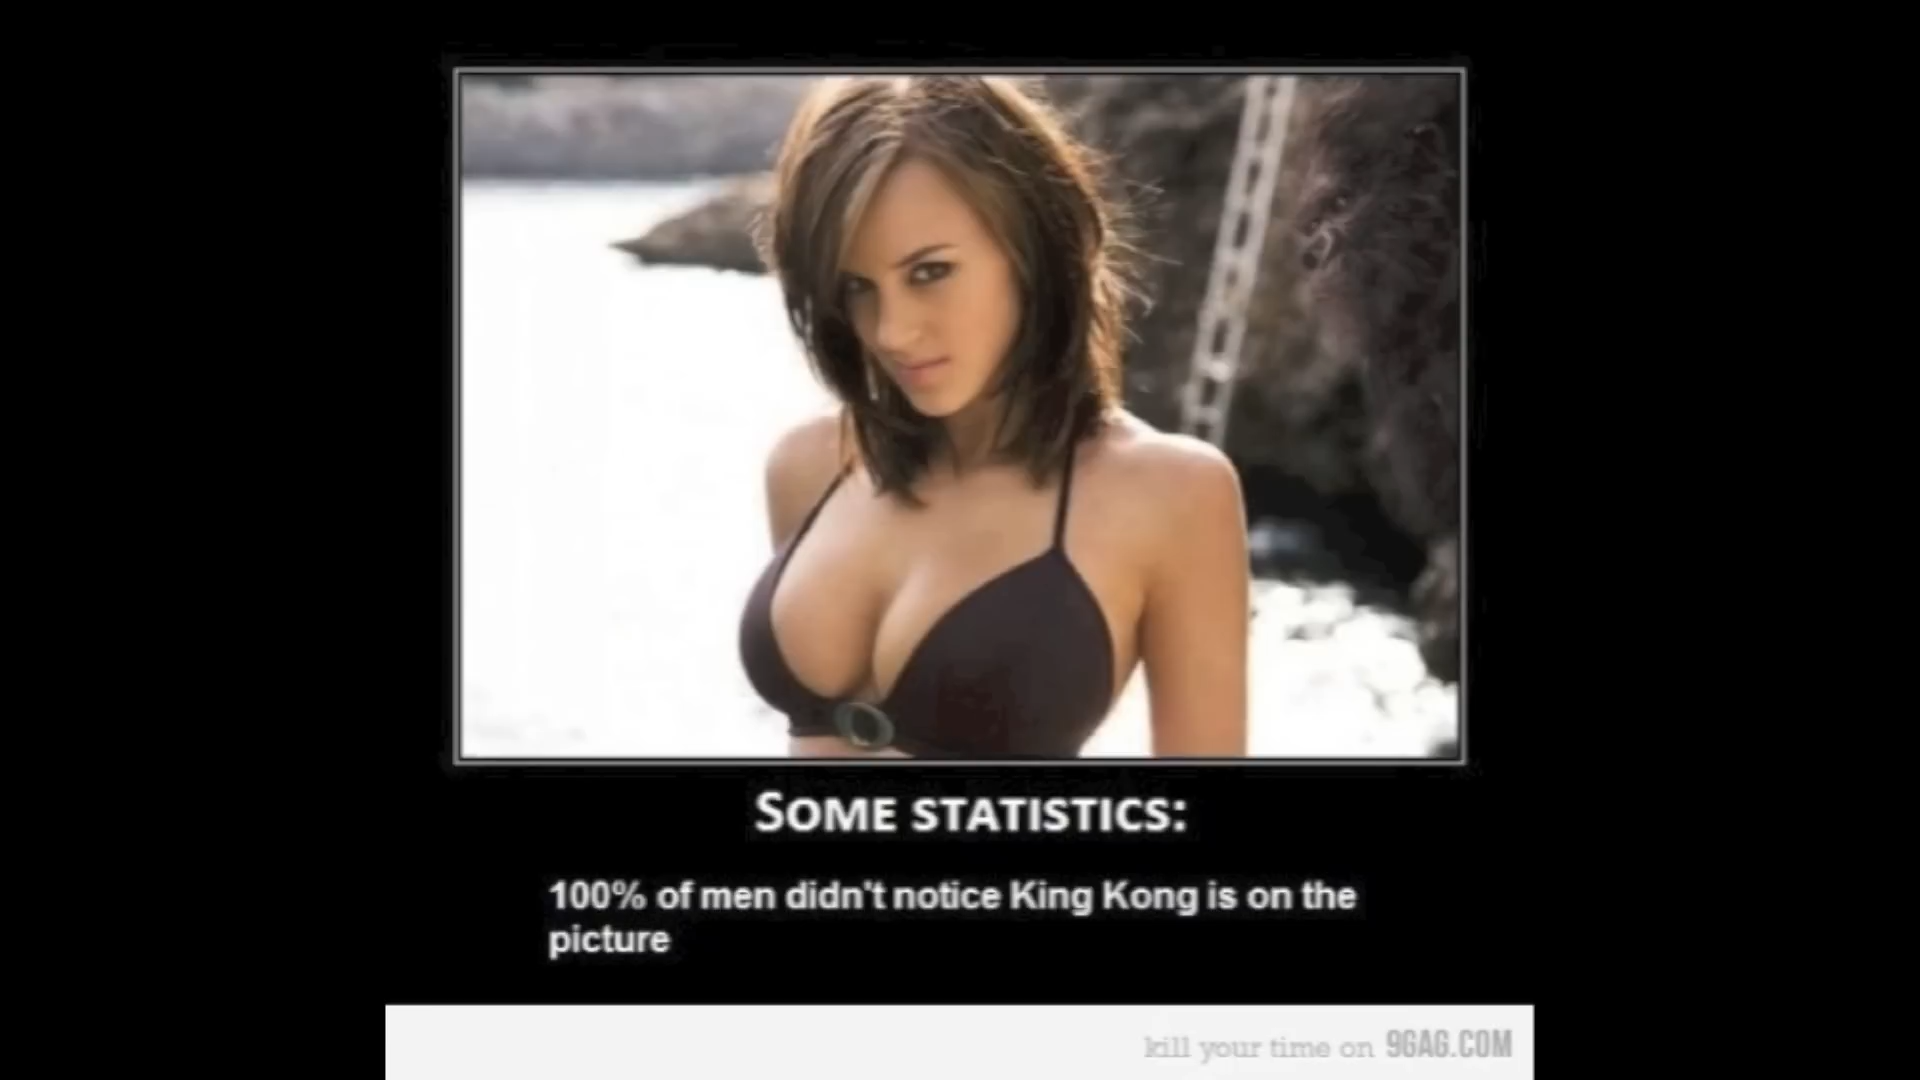 SOME STATISTICS:
100% of men didn't notice King Kong is on the
picture
kill your time on 9GAG.COM